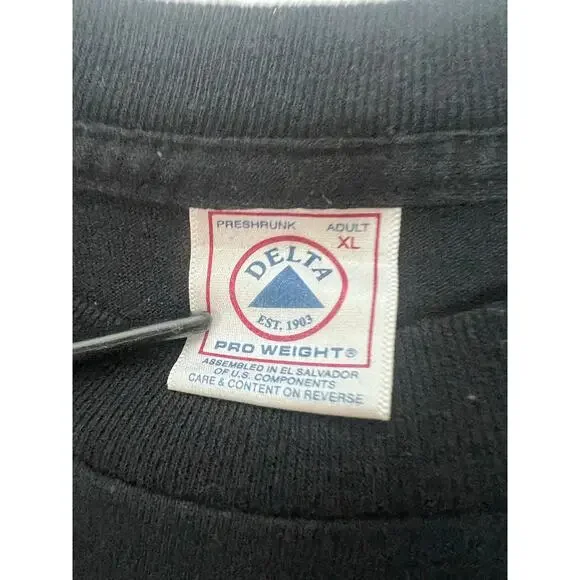 PRESHRUNK ADULT
XL
DELTA
EST. 1903
PRO WEIGHT®
ASSEMBLED IN EL SALVADOR
OF U.S. COMPONENTS
CARE & CONTENT ON REVERSE